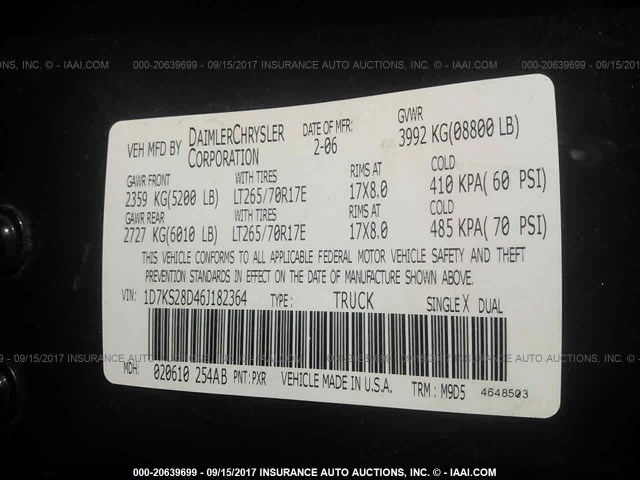 000-20639699 - 09/15/2017 INSURANCE AUTO AUCTIONS, INC. © - IAAI.COM
VEH MFD BY DAIMLERCHRYSLER CORPORATION
DATE OF MFR: 2-06
GVWR 3992 KG(08800 LB)
GAWR FRONT WITH TIRES RIMS AT COLD
2359 KG(5200 LB) LT265/70R17E 17X8.0 410 KPA( 60 PSI)
GAWR REAR WITH TIRES RIMS AT COLD
2727 KG(6010 LB) LT265/70R17E 17X8.0 485 KPA( 70 PSI)
THIS VEHICLE CONFORMS TO ALL APPLICABLE FEDERAL MOTOR VEHICLE SAFETY AND THEFT
PREVENTION STANDARDS IN EFFECT ON THE DATE OF MANUFACTURE SHOWN ABOVE.
VIN: 1D7KS28D46J182364 TYPE: TRUCK SINGLE X DUAL
MDH: 020610 254AB PNT: PXR VEHICLE MADE IN U.S.A. TRM: M9D5 4648503
000-20639699 - 09/15/2017 INSURANCE AUTO AUCTIONS, INC. © - IAAI.COM
000-20639699 - 09/15/2017 INSURANCE AUTO AUCTIONS, INC. © - IAAI.COM